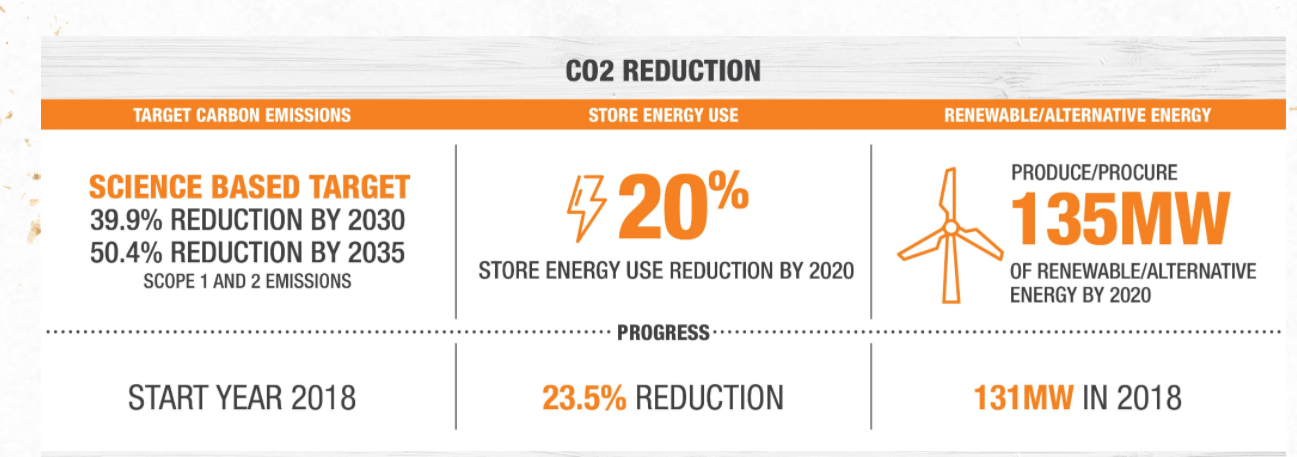 CO2 REDUCTION
TARGET CARBON EMISSIONS
STORE ENERGY USE
RENEWABLE/ALTERNATIVE ENERGY
SCIENCE BASED TARGET
39.9% REDUCTION BY 2030
50.4% REDUCTION BY 2035
SCOPE 1 AND 2 EMISSIONS
20%
STORE ENERGY USE REDUCTION BY 2020
PRODUCE/PROCURE
135MW
OF RENEWABLE/ALTERNATIVE
ENERGY BY 2020
PROGRESS
START YEAR 2018
23.5% REDUCTION
131MW IN 2018